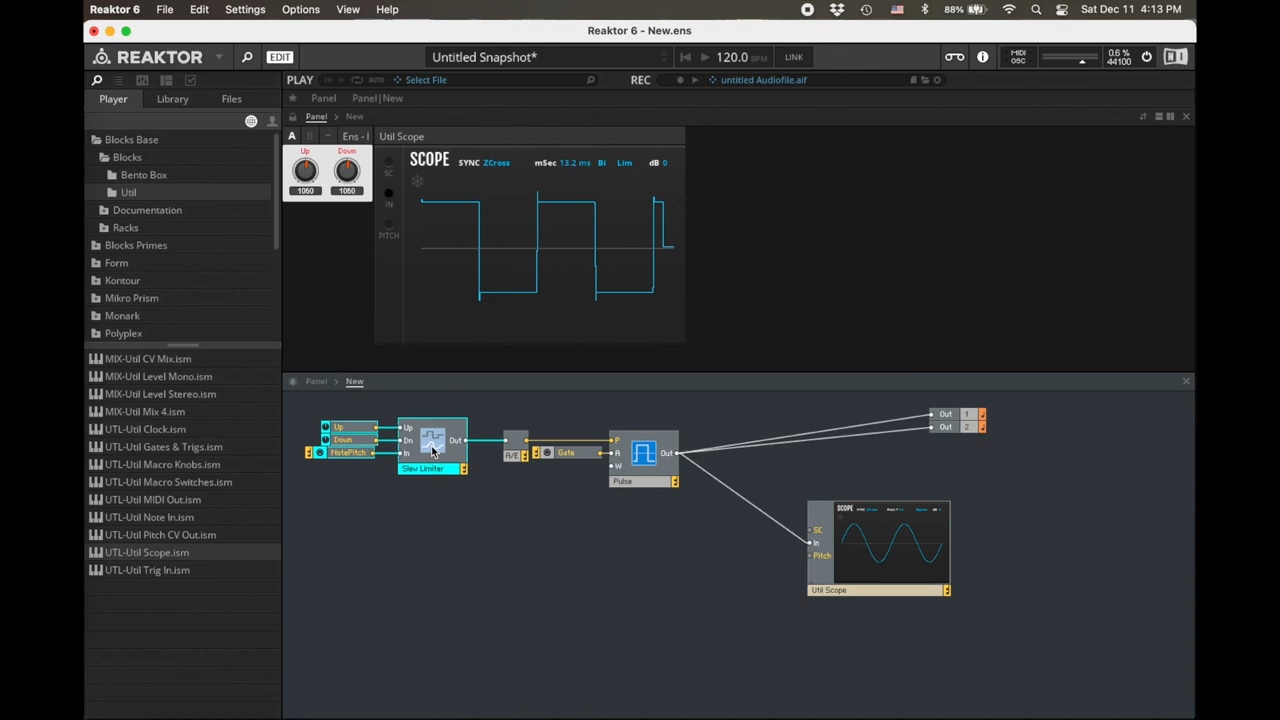 Reaktor 6 File Edit Settings Options View Help 88% Sat Dec 11 4:13 PM
Reaktor 6 - New.ens
REAKTOR EDIT Untitled Snapshot* 120.0 BPM LINK MIDI OSC 0.6 % 44100
PLAY AUTO Select File REC untitled Audiofile.aif
Player Library Files
Panel Panel|New
Panel New
Blocks Base
Blocks
Bento Box
Util
Documentation
Racks
Blocks Primes
Form
Kontour
Mikro Prism
Monark
Polyplex
MIX-Util CV Mix.ism
MIX-Util Level Mono.ism
MIX-Util Level Stereo.ism
MIX-Util Mix 4.ism
UTL-Util Clock.ism
UTL-Util Gates & Trigs.ism
UTL-Util Macro Knobs.ism
UTL-Util Macro Switches.ism
UTL-Util MIDI Out.ism
UTL-Util Note In.ism
UTL-Util Pitch CV Out.ism
UTL-Util Scope.ism
UTL-Util Trig In.ism
A B Ens - I Util Scope
Up Down
1060 1060
SCOPE SYNC ZCross mSec 13.2 ms Bi Lim dB 0
SC
IN
PITCH
Panel New
Up
Down
NotePitch
Up
Dn
In
Out
Slew Limiter
A/E
Gate
P
A
W
Out
Pulse
Out 1
Out 2
SC
In
Pitch
SCOPE
Util Scope